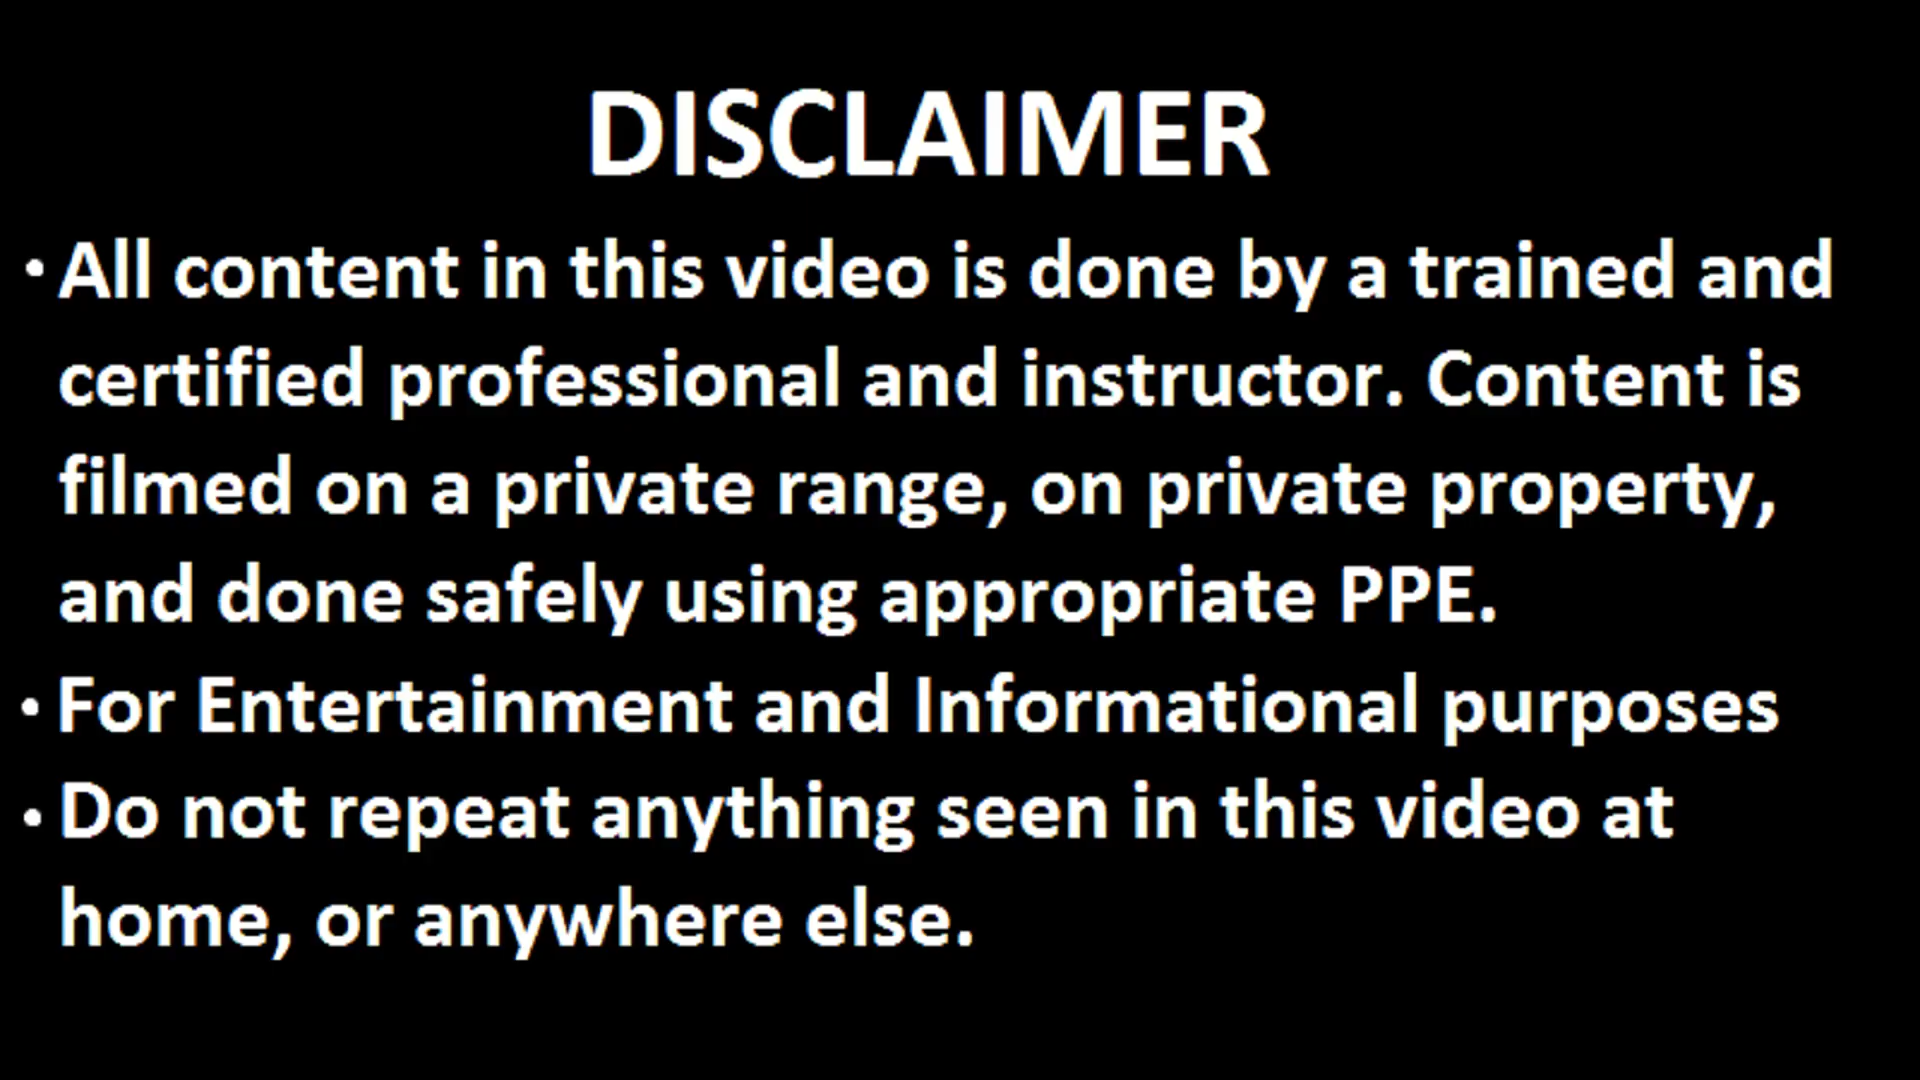 DISCLAIMER
• All content in this video is done by a trained and
certified professional and instructor. Content is
filmed on a private range, on private property,
and done safely using appropriate PPE.
• For Entertainment and Informational purposes
• Do not repeat anything seen in this video at
home, or anywhere else.